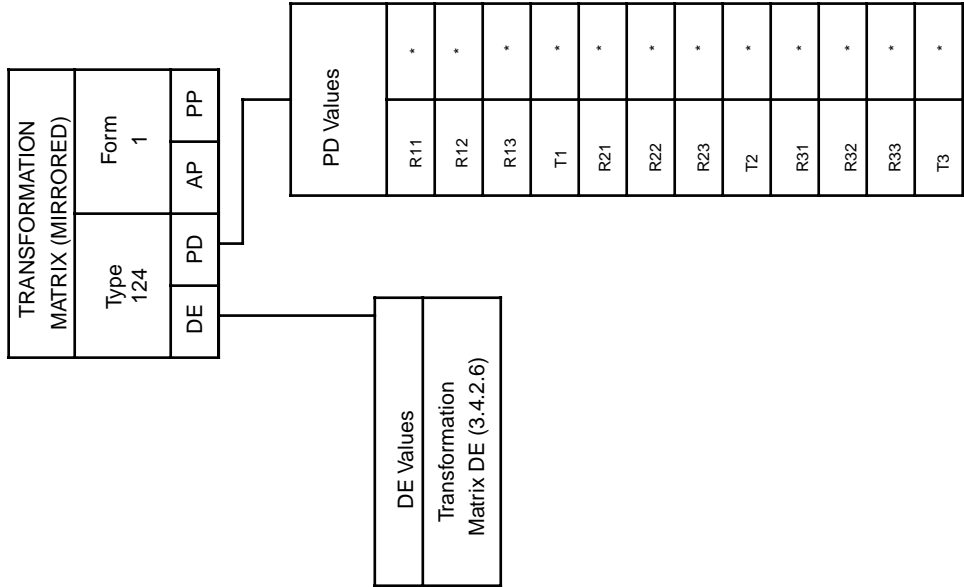 TRANSFORMATION
MATRIX (MIRRORED)
Type
124
Form
1
DE
PD
AP
PP
DE Values
Transformation
Matrix DE (3.4.2.6)
PD Values
R11 *
R12 *
R13 *
T1 *
R21 *
R22 *
R23 *
T2 *
R31 *
R32 *
R33 *
T3 *